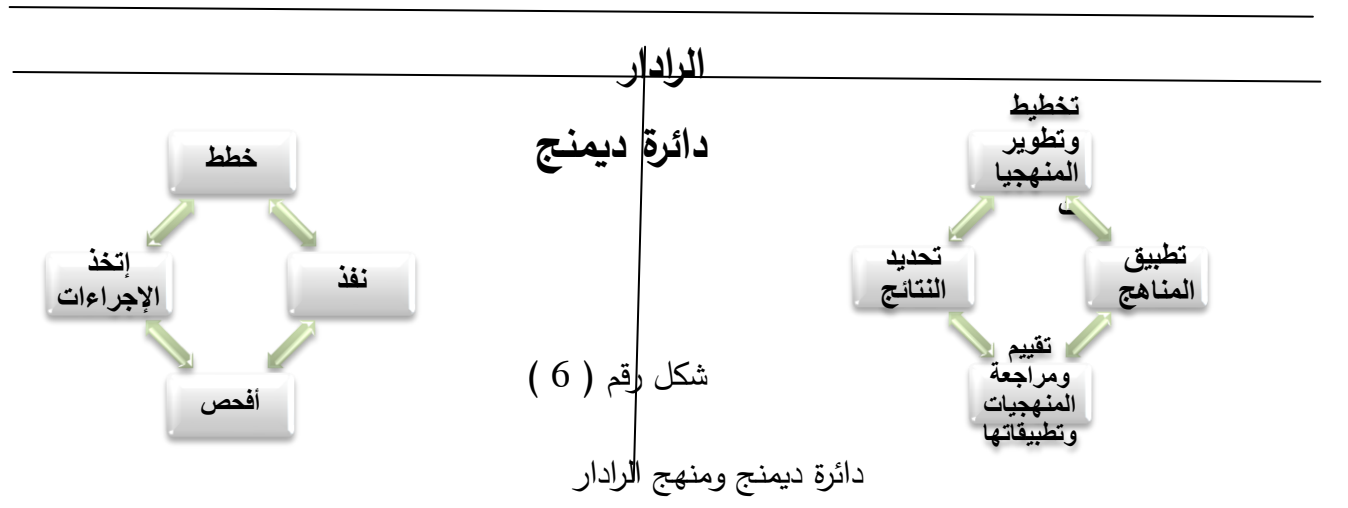 الرادار
دائرة ديمنج
تخطيط
وتطوير
المنهجيا
ت
تطبيق
المناهج
تحديد
النتائج
تقييم
ومراجعة
المنهجيات
وتطبيقاتها
خطط
نفذ
إتخذ
الإجراءات
أفحص
شكل رقم ( 6 )
دائرة ديمنج ومنهج الرادار